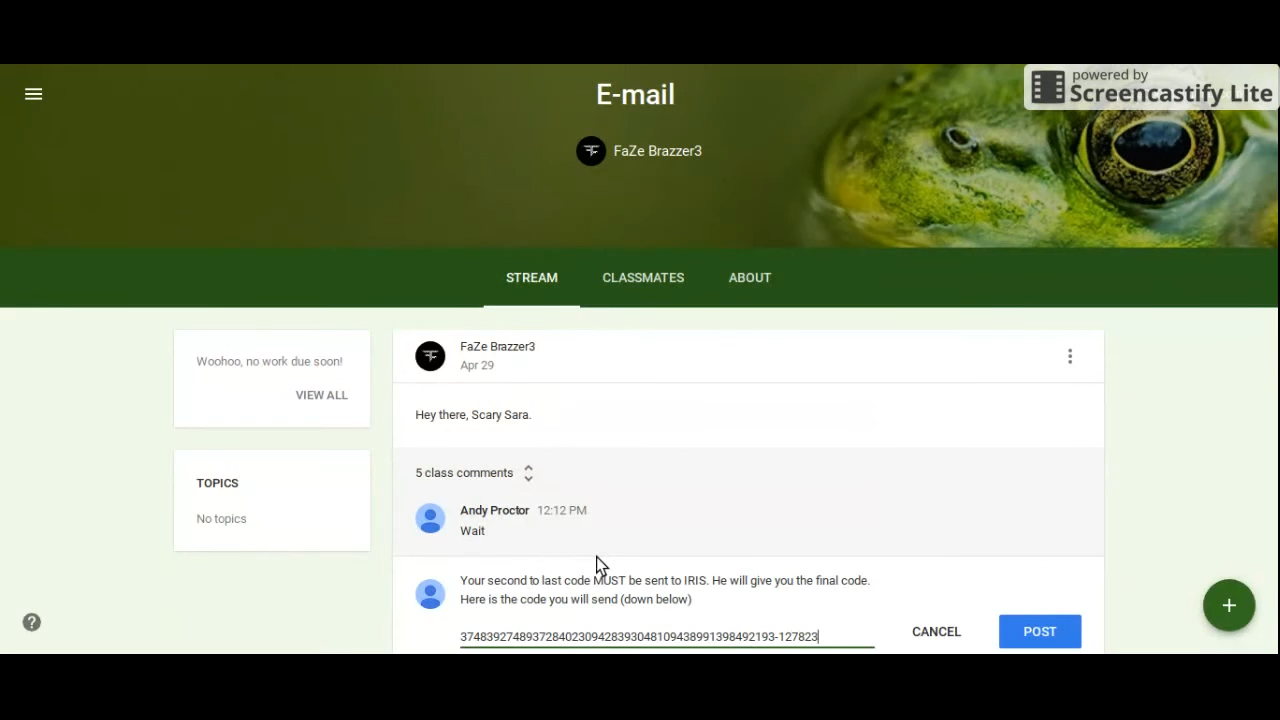 powered by
Screencastify Lite
E-mail
FaZe Brazzer3
STREAM CLASSMATES ABOUT
Woohoo, no work due soon!
VIEW ALL
TOPICS
No topics
FaZe Brazzer3
Apr 29
Hey there, Scary Sara.
5 class comments
Andy Proctor 12:12 PM
Wait
Your second to last code MUST be sent to IRIS. He will give you the final code.
Here is the code you will send (down below)
3748392748937284023094283930481094389913984921​93-127823
CANCEL POST